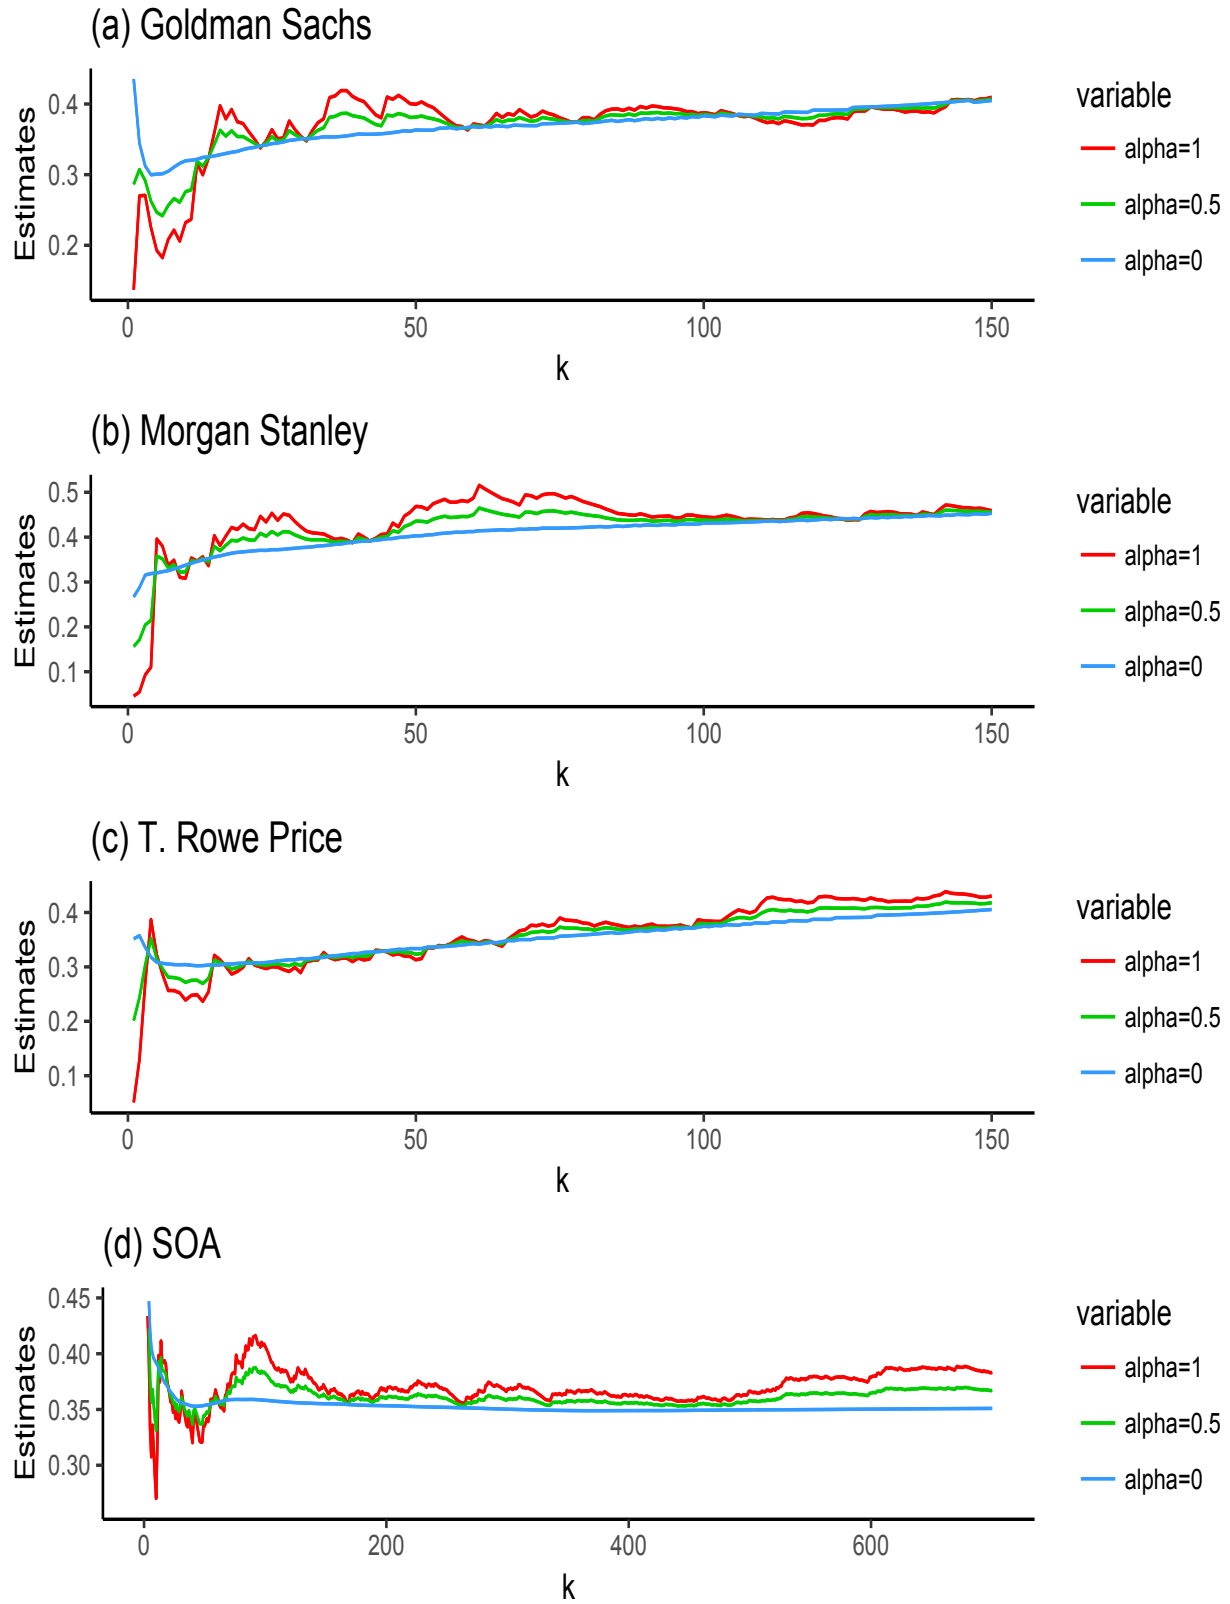 (a) Goldman Sachs
Estimates
0.4
0.3
0.2
0
50
100
150
k
variable
alpha=1
alpha=0.5
alpha=0
(b) Morgan Stanley
Estimates
0.5
0.4
0.3
0.2
0.1
0
50
100
150
k
variable
alpha=1
alpha=0.5
alpha=0
(c) T. Rowe Price
Estimates
0.4
0.3
0.2
0.1
0
50
100
150
k
variable
alpha=1
alpha=0.5
alpha=0
(d) SOA
Estimates
0.45
0.40
0.35
0.30
0
200
400
600
k
variable
alpha=1
alpha=0.5
alpha=0